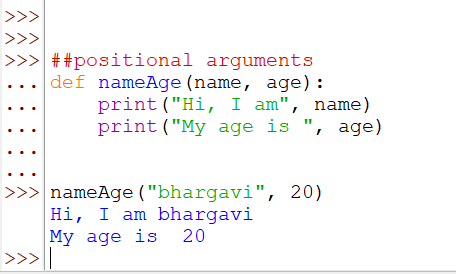 >>>
>>>
>>> ##positional arguments
... def nameAge(name, age):
...     print("Hi, I am", name)
...     print("My age is ", age)
...
...
>>> nameAge("bhargavi", 20)
Hi, I am bhargavi
My age is  20
>>>